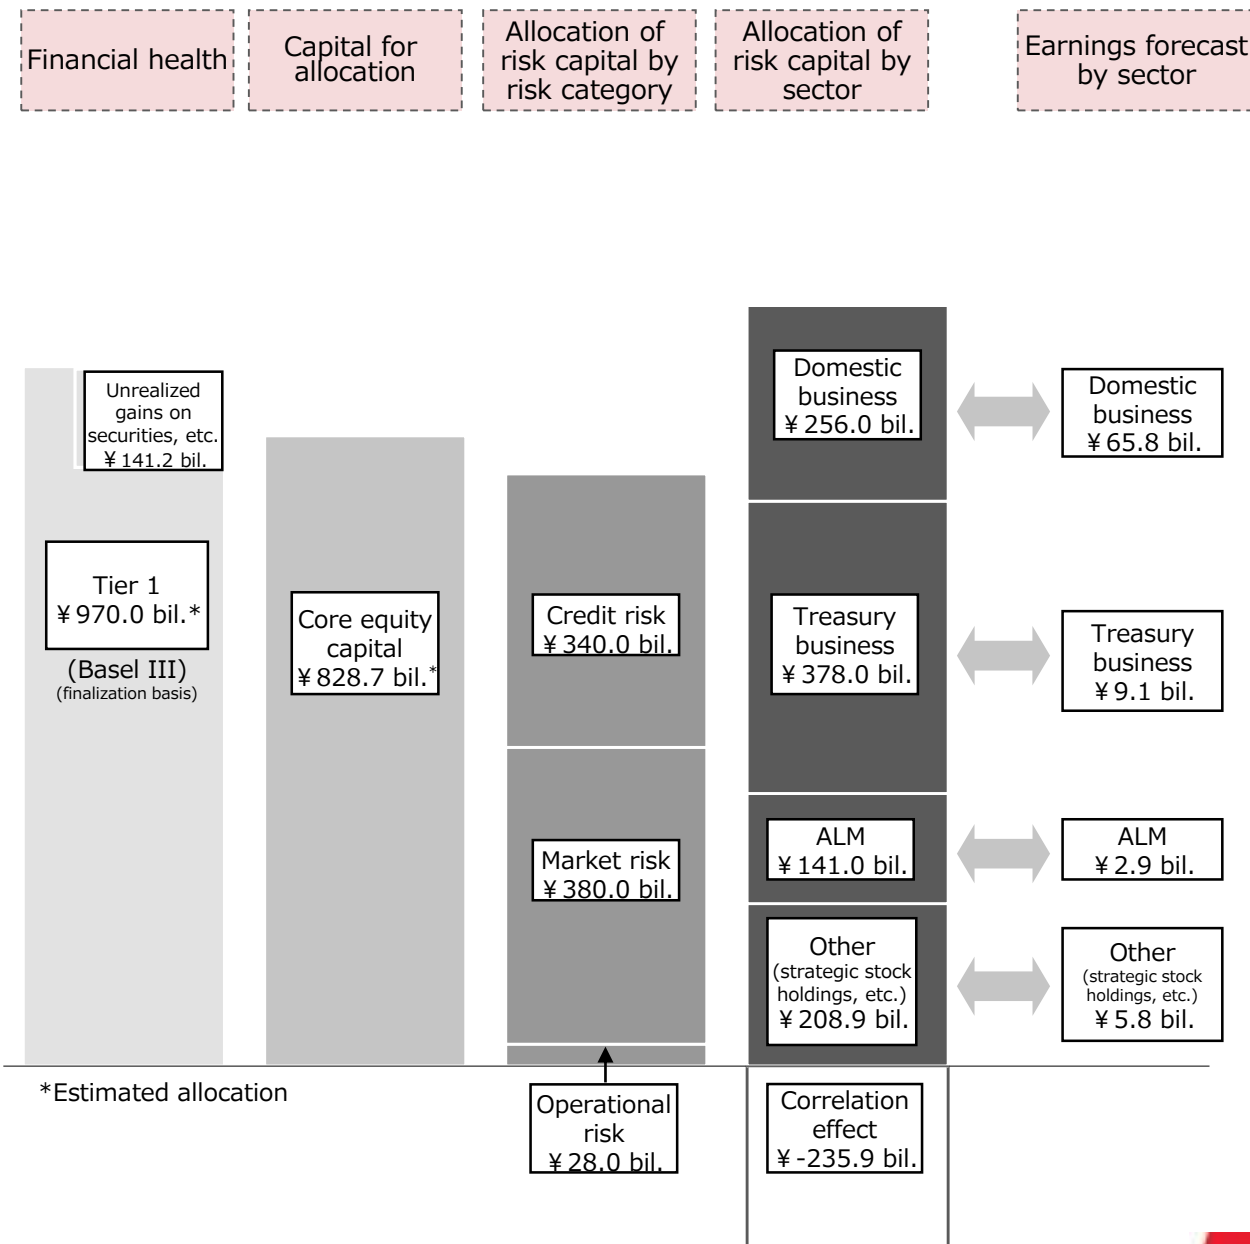 Financial health
Capital for
allocation
Allocation of
risk capital by
risk category
Allocation of
risk capital by
sector
Earnings forecast
by sector
Unrealized
gains on
securities, etc.
¥ 141.2 bil.
Tier 1
¥ 970.0 bil.*
(Basel III)
(finalization basis)
Core equity
capital
¥ 828.7 bil.*
Credit risk
¥ 340.0 bil.
Market risk
¥ 380.0 bil.
Operational
risk
¥ 28.0 bil.
Domestic
business
¥ 256.0 bil.
Treasury
business
¥ 378.0 bil.
ALM
¥ 141.0 bil.
Other
(strategic stock
holdings, etc.)
¥ 208.9 bil.
Correlation
effect
¥ -235.9 bil.
Domestic
business
¥ 65.8 bil.
Treasury
business
¥ 9.1 bil.
ALM
¥ 2.9 bil.
Other
(strategic stock
holdings, etc.)
¥ 5.8 bil.
*Estimated allocation